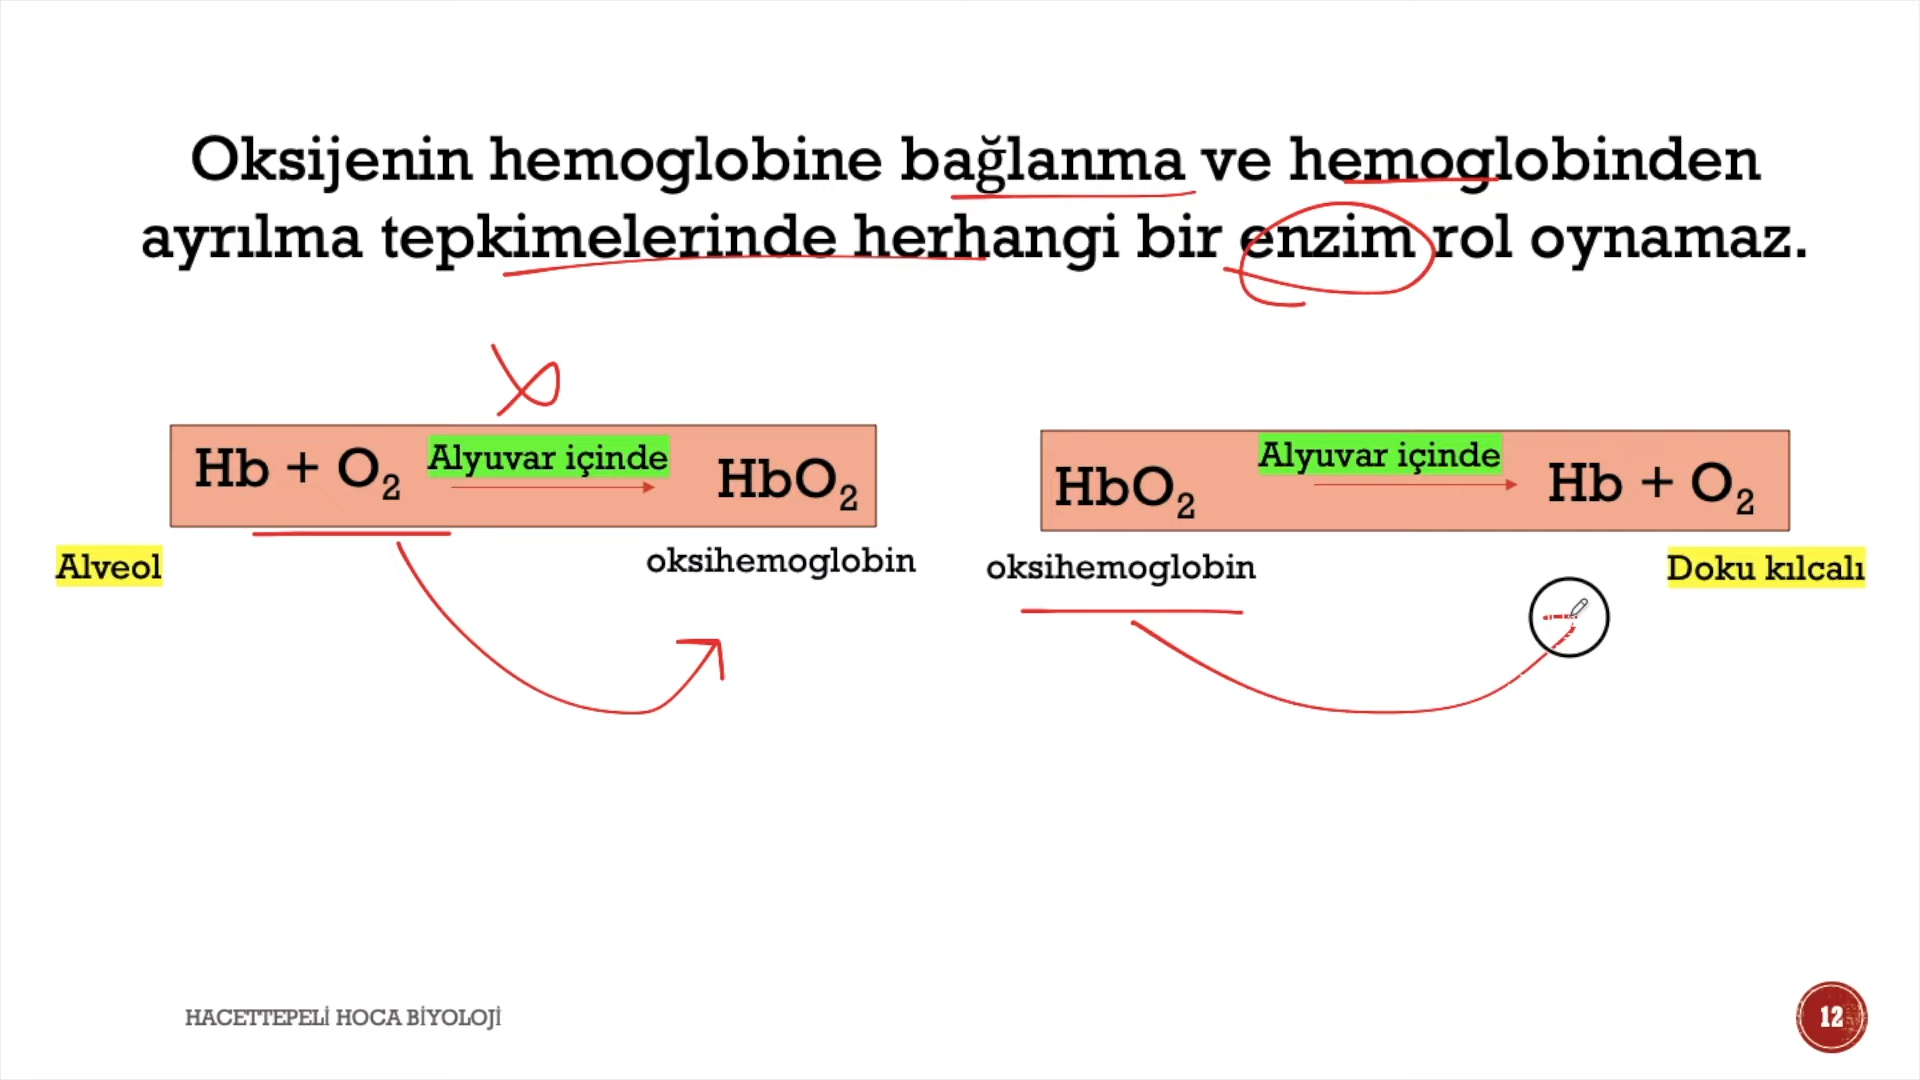 Oksijenin hemoglobine bağlanma ve hemoglobinden
ayrılma tepkimelerinde herhangi bir enzim rol oynamaz.
Hb + O₂ Alyuvar içinde HbO₂
Alveol
oksihemoglobin
HbO₂ Alyuvar içinde Hb + O₂
oksihemoglobin
Doku kılcalı
HACETTEPELİ HOCA BİYOLOJİ
12